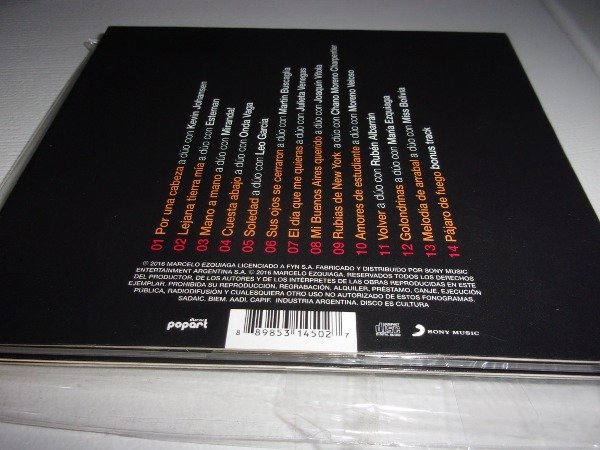 01 Por una cabeza a dúo con Kevin Johansen
02 Lejana tierra mía a dúo con Esteman
03 Mano a mano a dúo con Miranda!
04 Cuesta abajo a dúo con Onda Vaga
05 Soledad a dúo con Leo García
06 Sus ojos se cerraron a dúo con Martín Buscaglia
07 El día que me quieras a dúo con Julieta Venegas
08 Mi Buenos Aires querido a dúo con Joaquín Vitola
09 Rubias de New York a dúo con Chano Moreno Charpentier
10 Amores de estudiante a dúo con Moreno Veloso
11 Volver a dúo con Rubén Albarrán
12 Golondrinas a dúo con María Ezquiaga
13 Melodía de arrabal a dúo con Miss Bolivia
14 Pájaro de fuego bonus track
℗ 2016 MARCELO EZQUIAGA LICENCIADO A FYN S.A. FABRICADO Y DISTRIBUIDO POR SONY MUSIC
ENTERTAINMENT ARGENTINA S.A. © 2016 MARCELO EZQUIAGA. RESERVADOS TODOS LOS DERECHOS
DEL PRODUCTOR, DE LOS AUTORES Y DE LOS INTÉRPRETES DE LAS OBRAS REPRODUCIDAS EN ESTE
EJEMPLAR. PROHIBIDA SU REPRODUCCIÓN, REGRABACIÓN, ALQUILER, PRÉSTAMO, CANJE, EJECUCIÓN
PÚBLICA, RADIODIFUSIÓN Y CUALESQUIERA OTRO USO NO AUTORIZADO DE ESTOS FONOGRAMAS.
SADAIC. BIEM. AADI. CAPIF. INDUSTRIA ARGENTINA. DISCO ES CULTURA
discos
popart
8 89853 14502 7
COMPACT
disc
DIGITAL AUDIO
SONY MUSIC